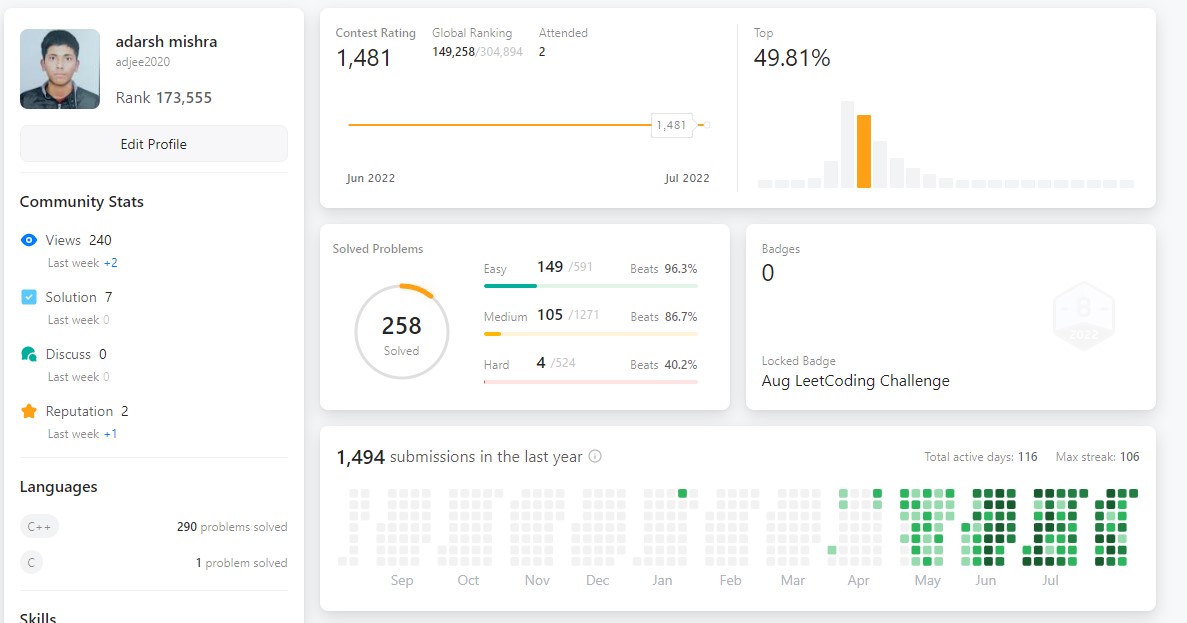 adarsh mishra
adjee2020
Rank 173,555
Edit Profile
Community Stats
Views 240
Last week +2
Solution 7
Last week 0
Discuss 0
Last week 0
Reputation 2
Last week +1
Languages
C++ 290 problems solved
C 1 problem solved
Skills
Contest Rating Global Ranking Attended
1,481 149,258/304,894 2
1,481
Jun 2022 Jul 2022
Top
49.81%
Solved Problems
258
Solved
Easy 149 /591 Beats 96.3%
Medium 105 /1271 Beats 86.7%
Hard 4 /524 Beats 40.2%
Badges
0
8
2022
Locked Badge
Aug LeetCoding Challenge
1,494 submissions in the last year Total active days: 116 Max streak: 106
Sep Oct Nov Dec Jan Feb Mar Apr May Jun Jul